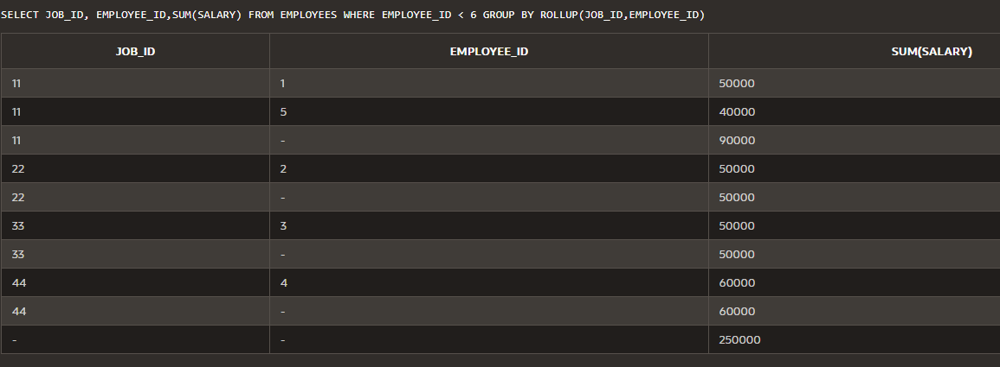 SELECT JOB_ID, EMPLOYEE_ID,SUM(SALARY) FROM EMPLOYEES WHERE EMPLOYEE_ID < 6 GROUP BY ROLLUP(JOB_ID,EMPLOYEE_ID)
JOB_ID EMPLOYEE_ID SUM(SALARY)
11 1 50000
11 5 40000
11 - 90000
22 2 50000
22 - 50000
33 3 50000
33 - 50000
44 4 60000
44 - 60000
- - 250000